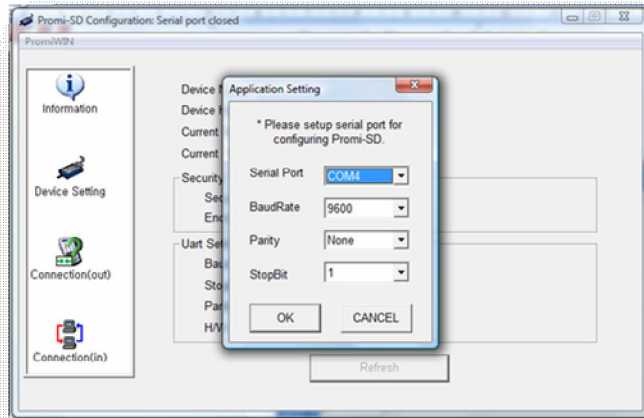 Promi-SD Configuration: Serial port closed
PromiWIN
Information
Device Setting
Connection(out)
Connection(in)
Device
Device
Current
Current
Security
Uart
Refresh
Application Setting
* Please setup serial port for
configuring Promi-SD.
Serial Port COM4
BaudRate 9600
Parity None
StopBit 1
OK CANCEL